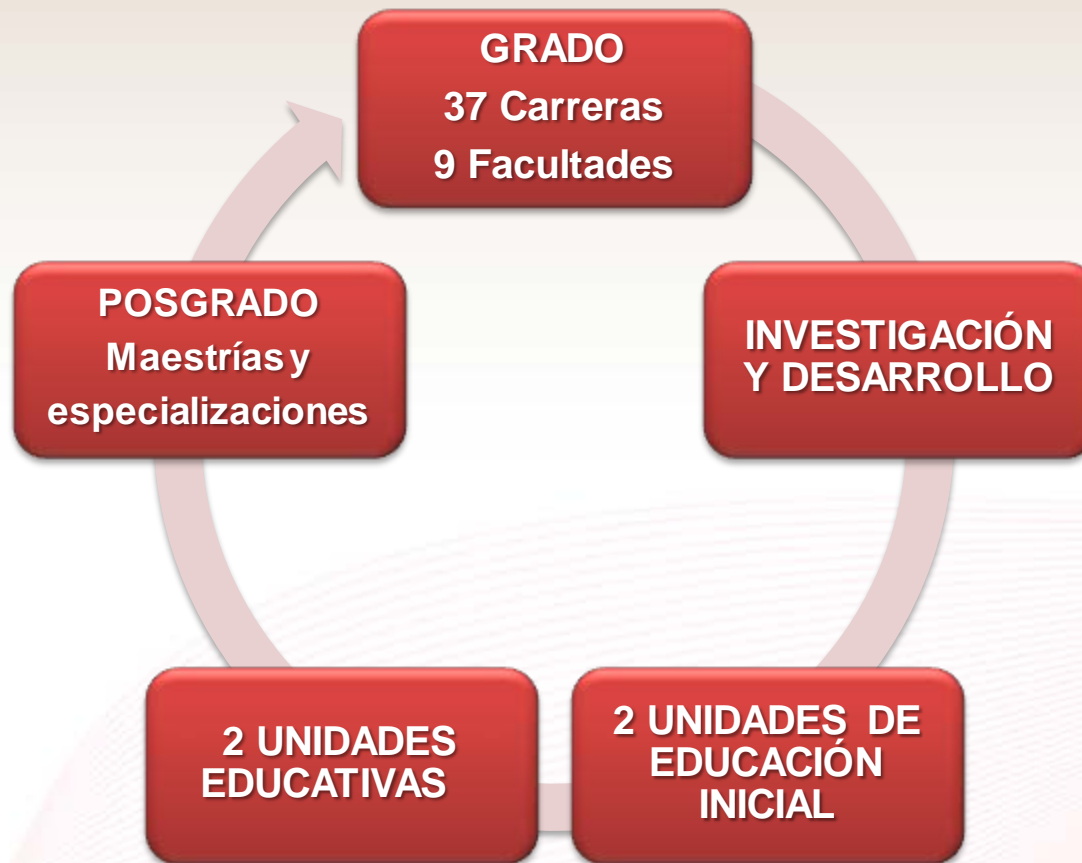 GRADO
37 Carreras
9 Facultades
POSGRADO
Maestrías y
especializaciones
INVESTIGACIÓN
Y DESARROLLO
2 UNIDADES
EDUCATIVAS
2 UNIDADES DE
EDUCACIÓN
INICIAL